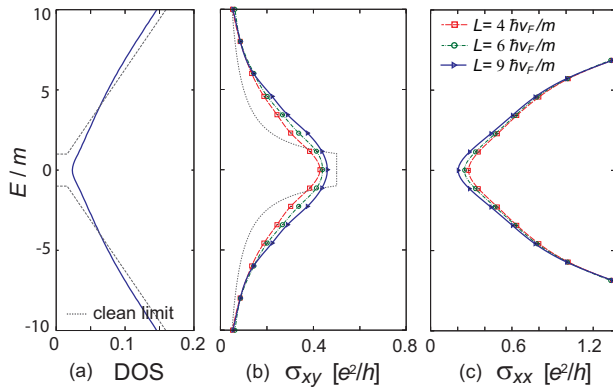 L= 4 ħv_F/m
L= 6 ħv_F/m
L= 9 ħv_F/m
E / m
10
5
0
-5
-10
clean limit
0 0.1 0.2
0 0.4 0.8
0 0.6 1.2
(a) DOS
(b) σ_xy [e²/h]
(c) σ_xx [e²/h]